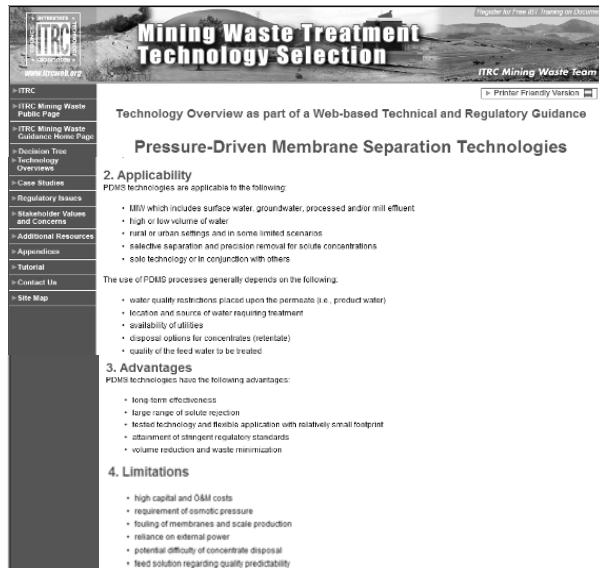 Register for Free IBT Training on Docume
INTERSTATE
ITRC
www.itrcweb.org
Mining Waste Treatment
Technology Selection
ITRC Mining Waste Team
ITRC
Printer Friendly Version
ITRC Mining Waste
Public Page
ITRC Mining Waste
Guidance Home Page
Decision Tree
Technology
Overviews
Case Studies
Regulatory Issues
Stakeholder Values
and Concerns
Additional Resources
Appendices
Tutorial
Contact Us
Site Map
Technology Overview as part of a Web-based Technical and Regulatory Guidance
Pressure-Driven Membrane Separation Technologies
2. Applicability
PDMS technologies are applicable to the following:
• MIW which includes surface water, groundwater, processed and/or mill effluent
• high or low volume of water
• rural or urban settings and in some limited scenarios
• selective separation and precision removal for solute concentrations
• solo technology or in conjunction with others
The use of PDMS processes generally depends on the following:
• water quality restrictions placed upon the permeate (i.e., product water)
• location and source of water requiring treatment
• availability of utilities
• disposal options for concentrates (retentate)
• quality of the feed water to be treated
3. Advantages
PDMS technologies have the following advantages:
• long-term effectiveness
• large range of solute rejection
• tested technology and flexible application with relatively small footprint
• attainment of stringent regulatory standards
• volume reduction and waste minimization
4. Limitations
• high capital and O&M costs
• requirement of osmotic pressure
• fouling of membranes and scale production
• reliance on external power
• potential difficulty of concentrate disposal
• feed solution regarding quality predictability